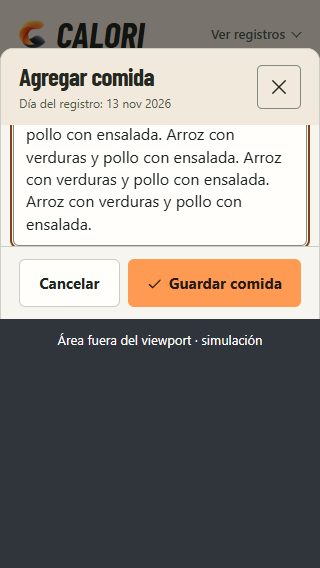 CALORI
Ver registros
Agregar comida
Día del registro: 13 nov 2026
pollo con ensalada. Arroz con
verduras y pollo con ensalada. Arroz
con verduras y pollo con ensalada.
Arroz con verduras y pollo con
ensalada.
Cancelar
Guardar comida
Área fuera del viewport · simulación